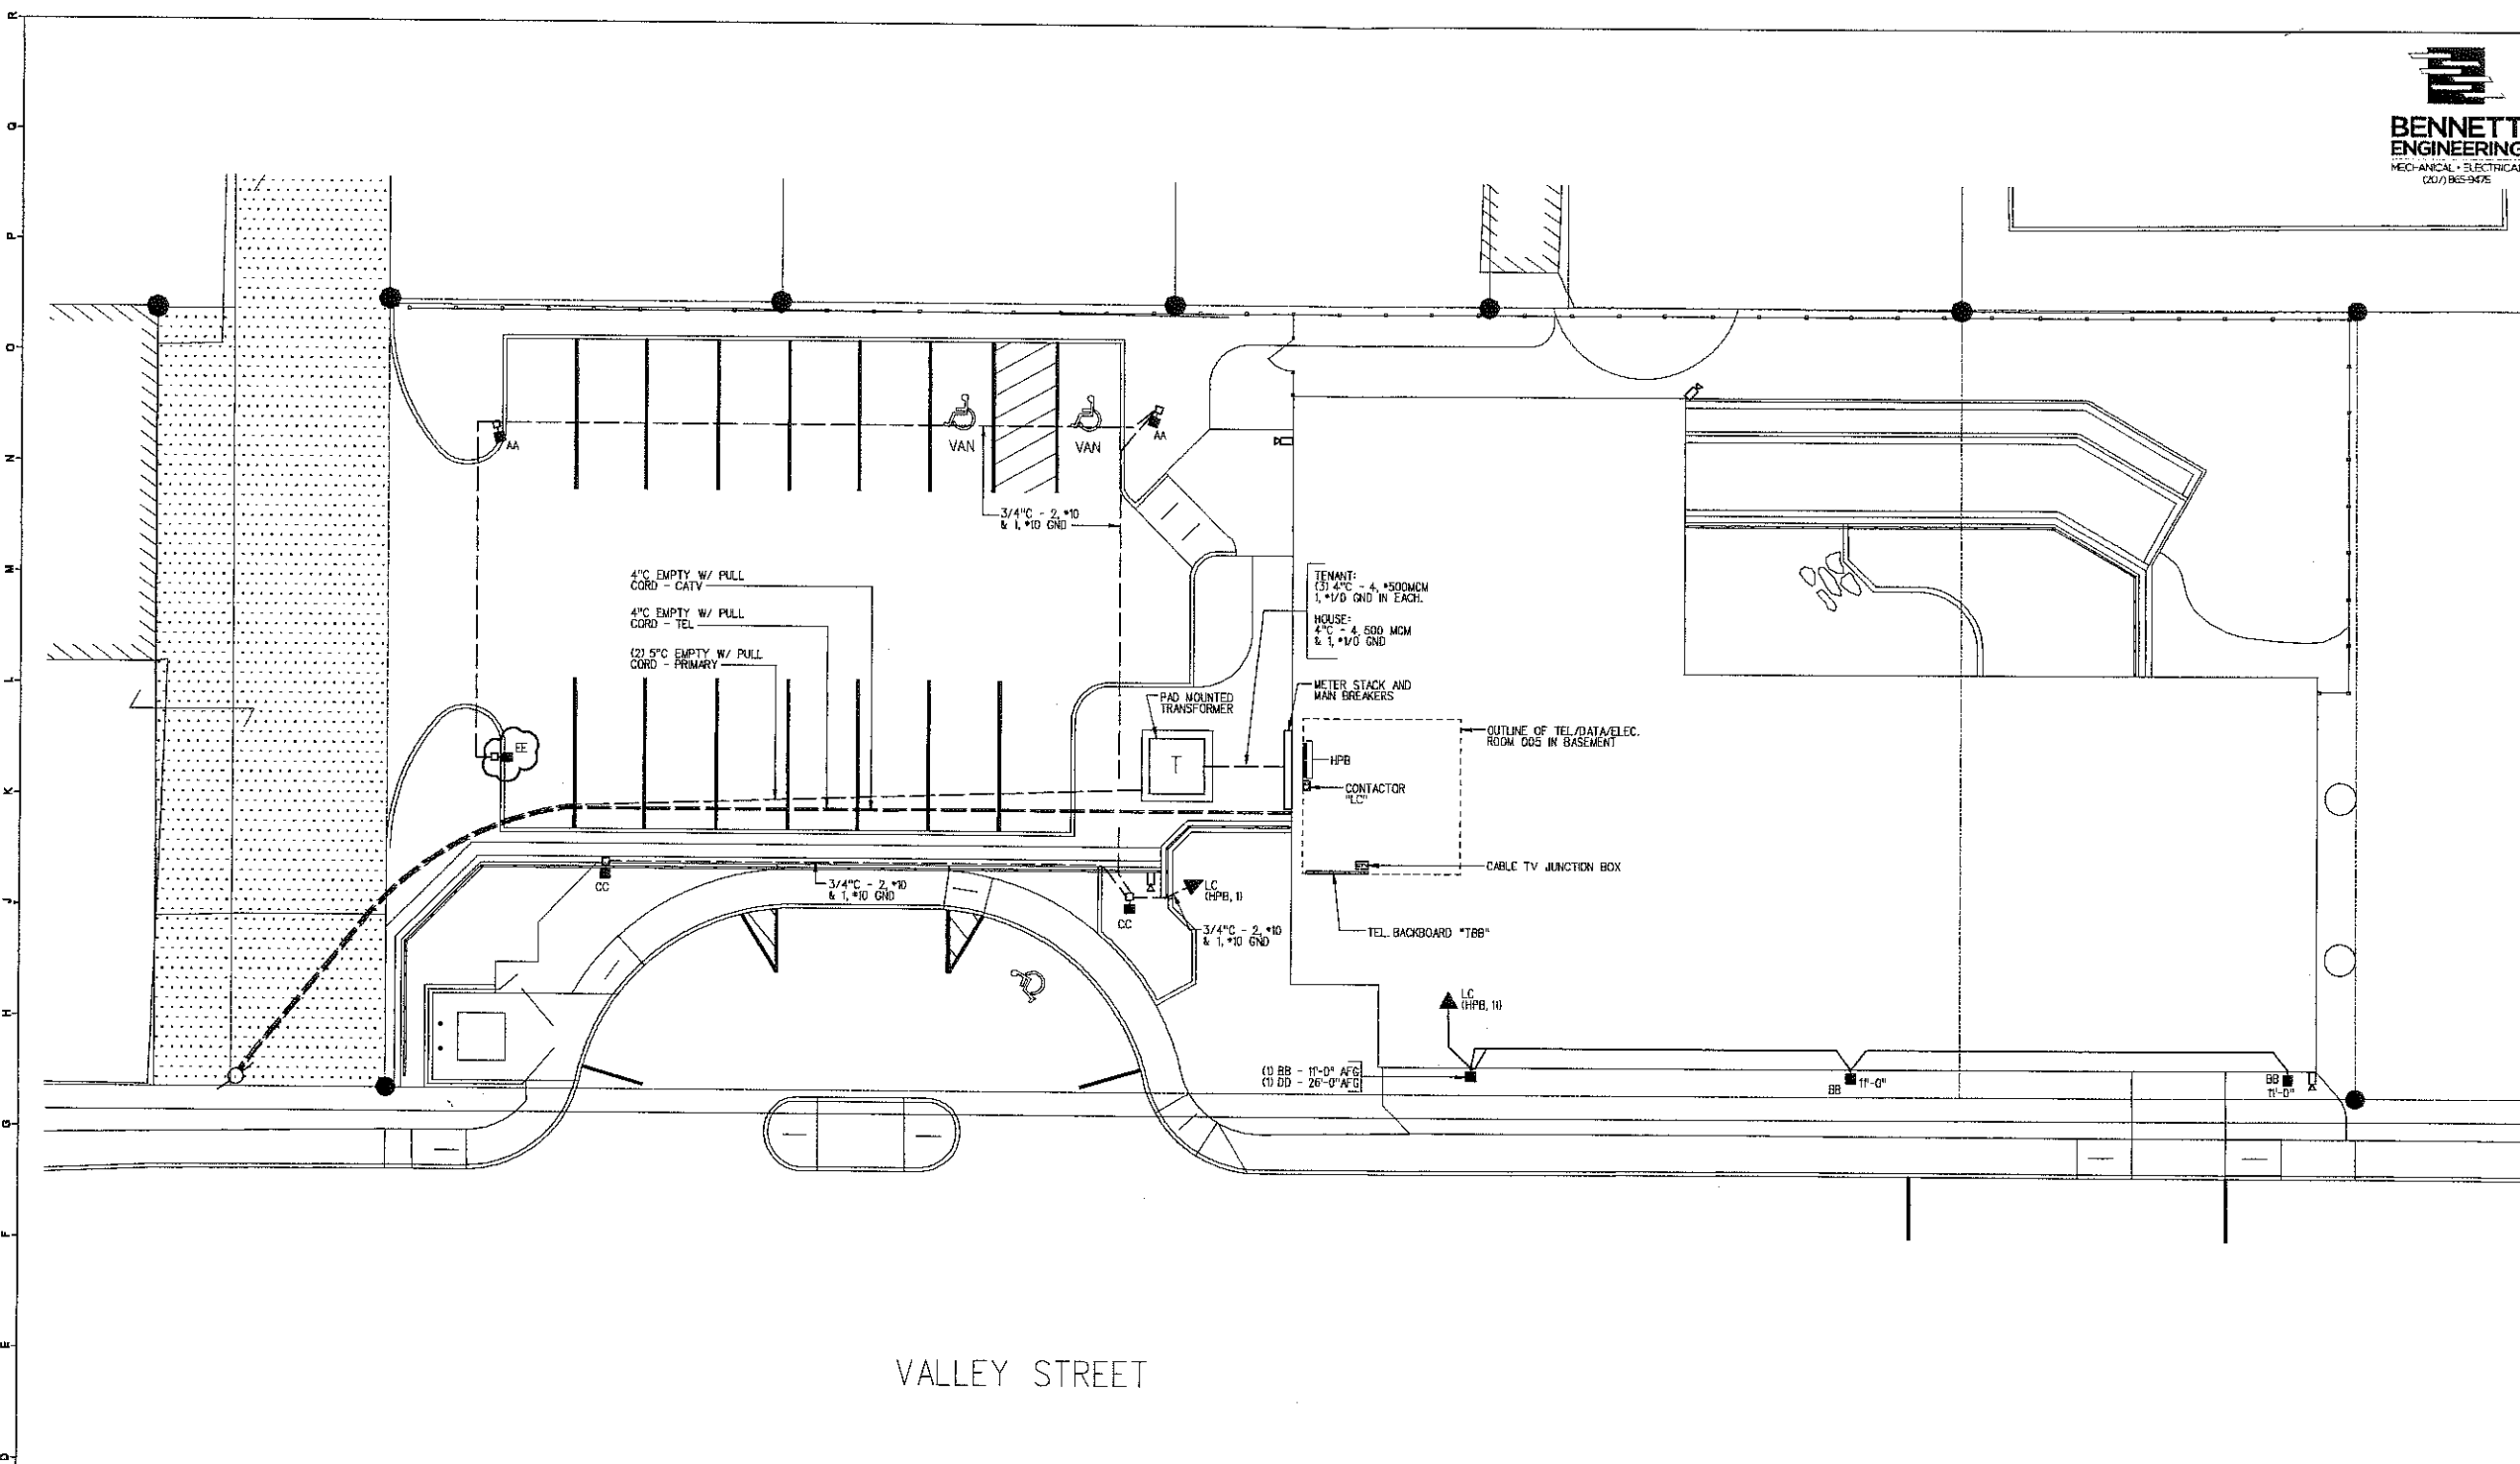 R
Q
P
O
N
M
L
K
J
H
G
F
E
D
BENNETT
ENGINEERING
MECHANICAL • ELECTRICAL
(207) 865-9475
VAN
VAN
AA
AA
3/4"C - 2, #10
& 1, #10 GND
4"C EMPTY W/ PULL
CORD - CATV
4"C EMPTY W/ PULL
CORD - TEL
(2) 5"C EMPTY W/ PULL
CORD - PRIMARY
TENANT:
(3) 4"C - 4, #500MCM
1, #1/0 GND IN EACH.
HOUSE:
4"C - 4, 500 MCM
& 1, #1/0 GND
METER STACK AND
MAIN BREAKERS
PAD MOUNTED
TRANSFORMER
T
EE
OUTLINE OF TEL/DATA/ELEC.
ROOM 005 IN BASEMENT
HPB
CONTACTOR
"LC"
CABLE TV JUNCTION BOX
TEL. BACKBOARD "TBB"
CC
3/4"C - 2, #10
& 1, #10 GND
LC
(HPB, 1)
CC
3/4"C - 2, #10
& 1, #10 GND
LC
(HPB, 11)
(1) BB - 11'-0" AFG
(1) DD - 26'-0" AFG
BB
11'-0"
BB
11'-0"
VALLEY STREET